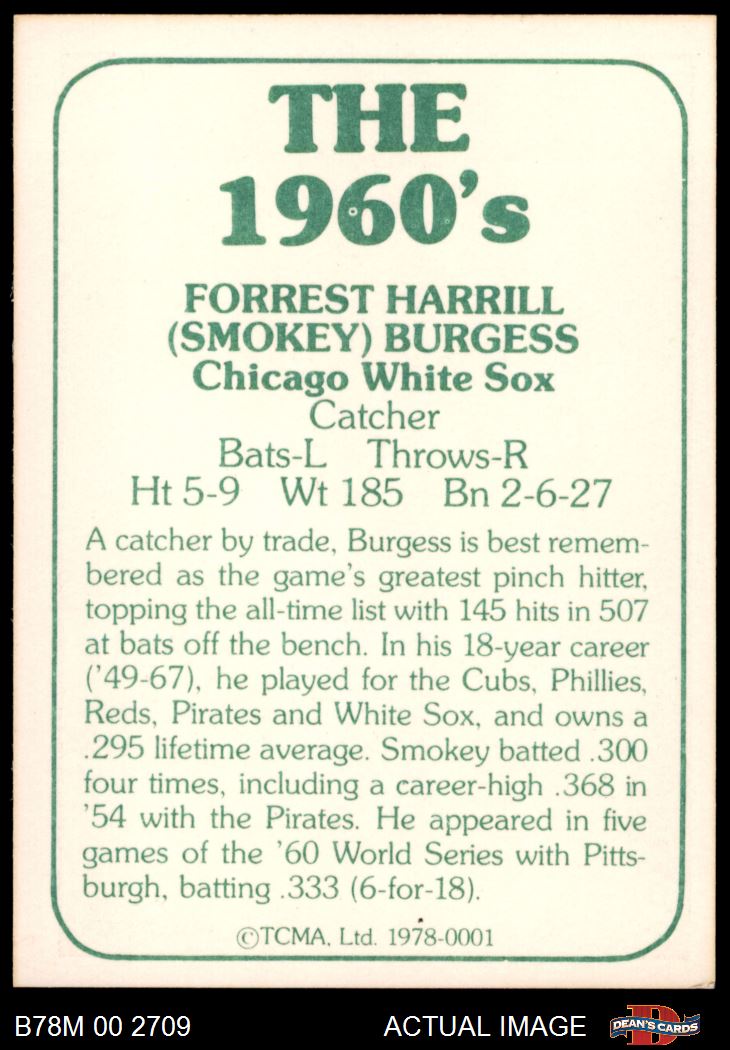 THE
1960's
FORREST HARRILL
(SMOKEY) BURGESS
Chicago White Sox
Catcher
Bats-L Throws-R
Ht 5-9 Wt 185 Bn 2-6-27
A catcher by trade, Burgess is best remem-
bered as the game's greatest pinch hitter,
topping the all-time list with 145 hits in 507
at bats off the bench. In his 18-year career
('49-67), he played for the Cubs, Phillies,
Reds, Pirates and White Sox, and owns a
.295 lifetime average. Smokey batted .300
four times, including a career-high .368 in
'54 with the Pirates. He appeared in five
games of the '60 World Series with Pitts-
burgh, batting .333 (6-for-18).
©TCMA, Ltd. 1978-0001
B78M 00 2709 ACTUAL IMAGE D DEAN'S CARDS